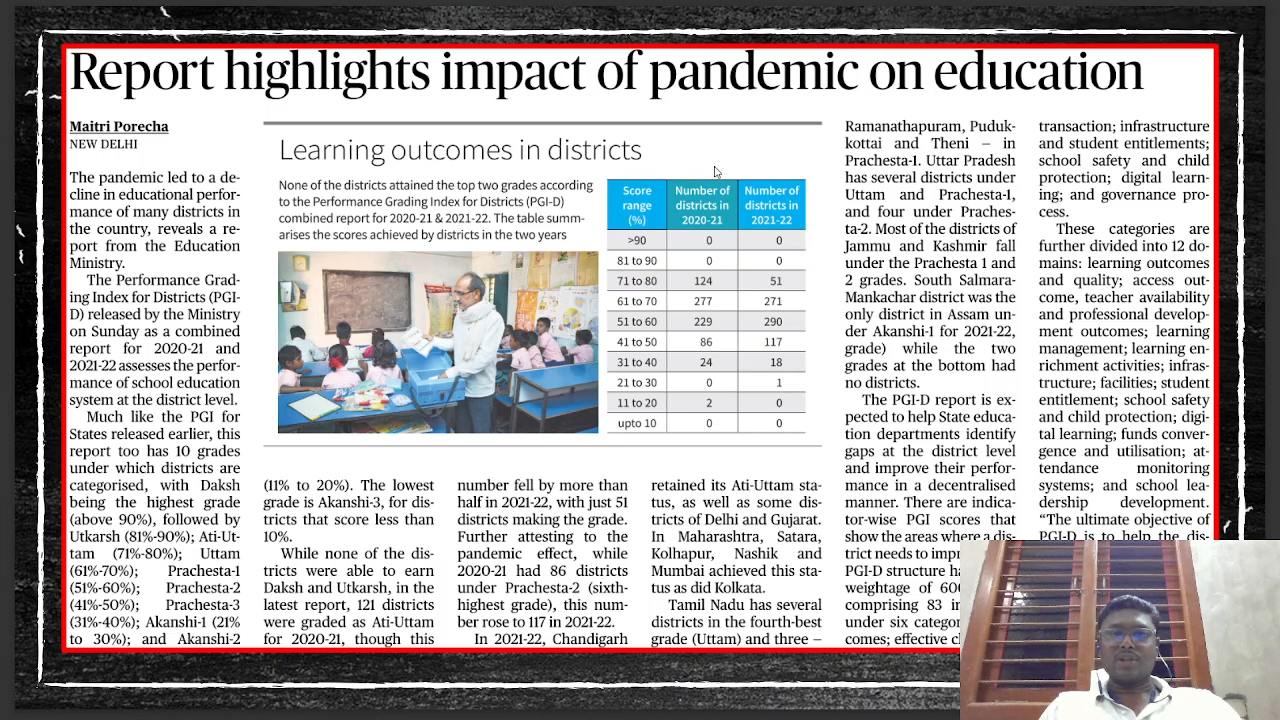 Report highlights impact of pandemic on education
Maitri Porecha
NEW DELHI
The pandemic led to a de-
cline in educational perfor-
mance of many districts in
the country, reveals a re-
port from the Education
Ministry.
The Performance Grad-
ing Index for Districts (PGI-
D) released by the Ministry
on Sunday as a combined
report for 2020-21 and
2021-22 assesses the perfor-
mance of school education
system at the district level.
Much like the PGI for
States released earlier, this
report too has 10 grades
under which districts are
categorised, with Daksh
being the highest grade
(above 90%), followed by
Utkarsh (81%-90%); Ati-Ut-
tam (71%-80%); Uttam
(61%-70%); Prachesta-1
(51%-60%); Prachesta-2
(41%-50%); Prachesta-3
(31%-40%); Akanshi-1 (21%
to 30%); and Akanshi-2
Learning outcomes in districts
None of the districts attained the top two grades according
to the Performance Grading Index for Districts (PGI-D)
combined report for 2020-21 & 2021-22. The table summ-
arises the scores achieved by districts in the two years
Score range (%) Number of districts in 2020-21 Number of districts in 2021-22
>90 0 0
81 to 90 0 0
71 to 80 124 51
61 to 70 277 271
51 to 60 229 290
41 to 50 86 117
31 to 40 24 18
21 to 30 0 1
11 to 20 2 0
upto 10 0 0
(11% to 20%). The lowest
grade is Akanshi-3, for dis-
tricts that score less than
10%.
While none of the dis-
tricts were able to earn
Daksh and Utkarsh, in the
latest report, 121 districts
were graded as Ati-Uttam
for 2020-21, though this
number fell by more than
half in 2021-22, with just 51
districts making the grade.
Further attesting to the
pandemic effect, while
2020-21 had 86 districts
under Prachesta-2 (sixth-
highest grade), this num-
ber rose to 117 in 2021-22.
In 2021-22, Chandigarh
retained its Ati-Uttam sta-
tus, as well as some dis-
tricts of Delhi and Gujarat.
In Maharashtra, Satara,
Kolhapur, Nashik and
Mumbai achieved this sta-
tus as did Kolkata.
Tamil Nadu has several
districts in the fourth-best
grade (Uttam) and three –
Ramanathapuram, Puduk-
kottai and Theni – in
Prachesta-1. Uttar Pradesh
has several districts under
Uttam and Prachesta-1,
and four under Praches-
ta-2. Most of the districts of
Jammu and Kashmir fall
under the Prachesta 1 and
2 grades. South Salmara-
Mankachar district was the
only district in Assam un-
der Akanshi-1 for 2021-22,
grade) while the two
grades at the bottom had
no districts.
The PGI-D report is ex-
pected to help State educa-
tion departments identify
gaps at the district level
and improve their perfor-
mance in a decentralised
manner. There are indica-
tor-wise PGI scores that
show the areas where a dis-
trict needs to
PGI-D structure
weightage of
comprising 83
under six
comes; effective
transaction; infrastructure
and student entitlements;
school safety and child
protection; digital learn-
ing; and governance pro-
cess.
These categories are
further divided into 12 do-
mains: learning outcomes
and quality; access out-
come, teacher availability
and professional develop-
ment outcomes; learning
management; learning en-
richment activities; infras-
tructure; facilities; student
entitlement; school safety
and child protection; digi-
tal learning; funds conver-
gence and utilisation; at-
tendance monitoring
systems; and school lea-
dership development.
“The ultimate objective of
PGI-D is to help the dis-